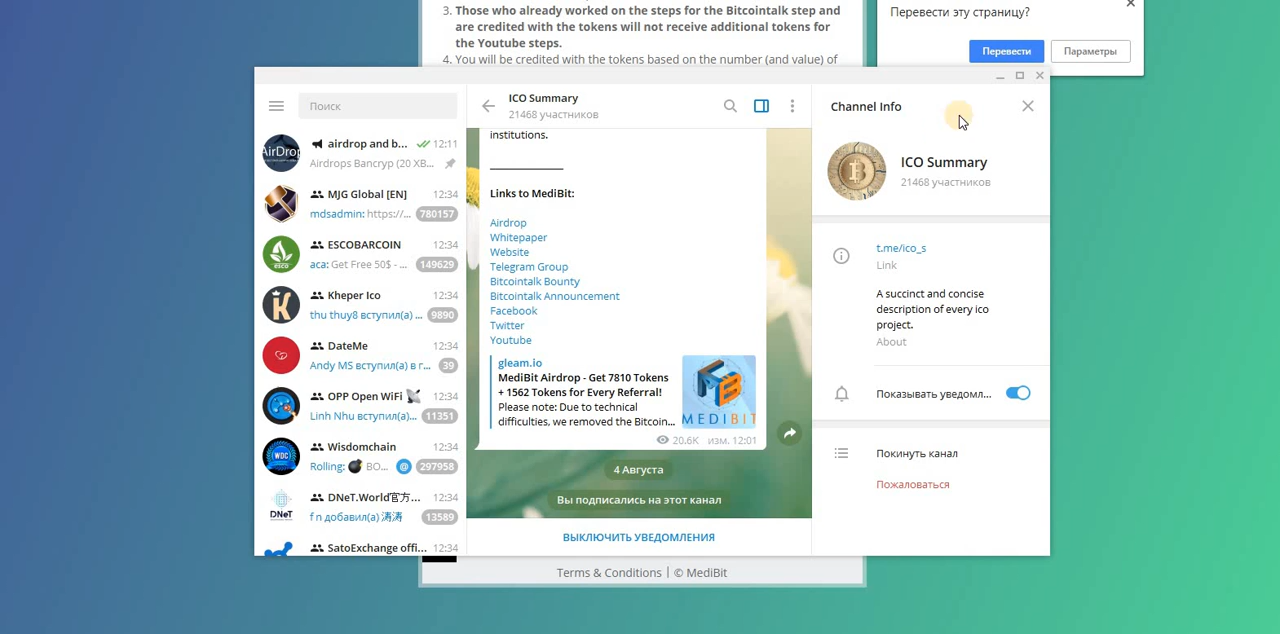 3. Those who already worked on the steps for the Bitcointalk step and
are credited with the tokens will not receive additional tokens for
the Youtube steps.
4. You will be credited with the tokens based on the number (and value) of
Перевести эту страницу?
Перевести
Параметры
Поиск
airdrop and b... 12:11
Airdrops Bancryp (20 XB...
MJG Global [EN] 12:34
mdsadmin: https://... 780157
ESCOBARCOIN 12:34
aca: Get Free 50$ - ... 149629
Kheper Ico 12:34
thu thuy8 вступил(а) ... 9890
DateMe 12:34
Andy MS вступил(а) в г... 39
OPP Open WiFi 12:34
Linh Nhu вступил(а)... 11351
Wisdomchain 12:34
Rolling: 💣 BO... @ 297958
DNeT.World官方... 12:34
f n добавил(а) 涛涛 13589
SatoExchange offi... 12:34
AirDrop
ESCO
WDC
DNeT
ICO Summary
21468 участников
institutions.
Links to MediBit:
Airdrop
Whitepaper
Website
Telegram Group
Bitcointalk Bounty
Bitcointalk Announcement
Facebook
Twitter
Youtube
gleam.io
MediBit Airdrop - Get 7810 Tokens
+ 1562 Tokens for Every Referral!
Please note: Due to technical
difficulties, we removed the Bitcoin...
MEDIBIT
20.6K изм. 12:01
4 Августа
Вы подписались на этот канал
ВЫКЛЮЧИТЬ УВЕДОМЛЕНИЯ
Channel Info
ICO Summary
21468 участников
t.me/ico_s
Link
A succinct and concise
description of every ico
project.
About
Показывать уведомл...
Покинуть канал
Пожаловаться
Terms & Conditions | © MediBit